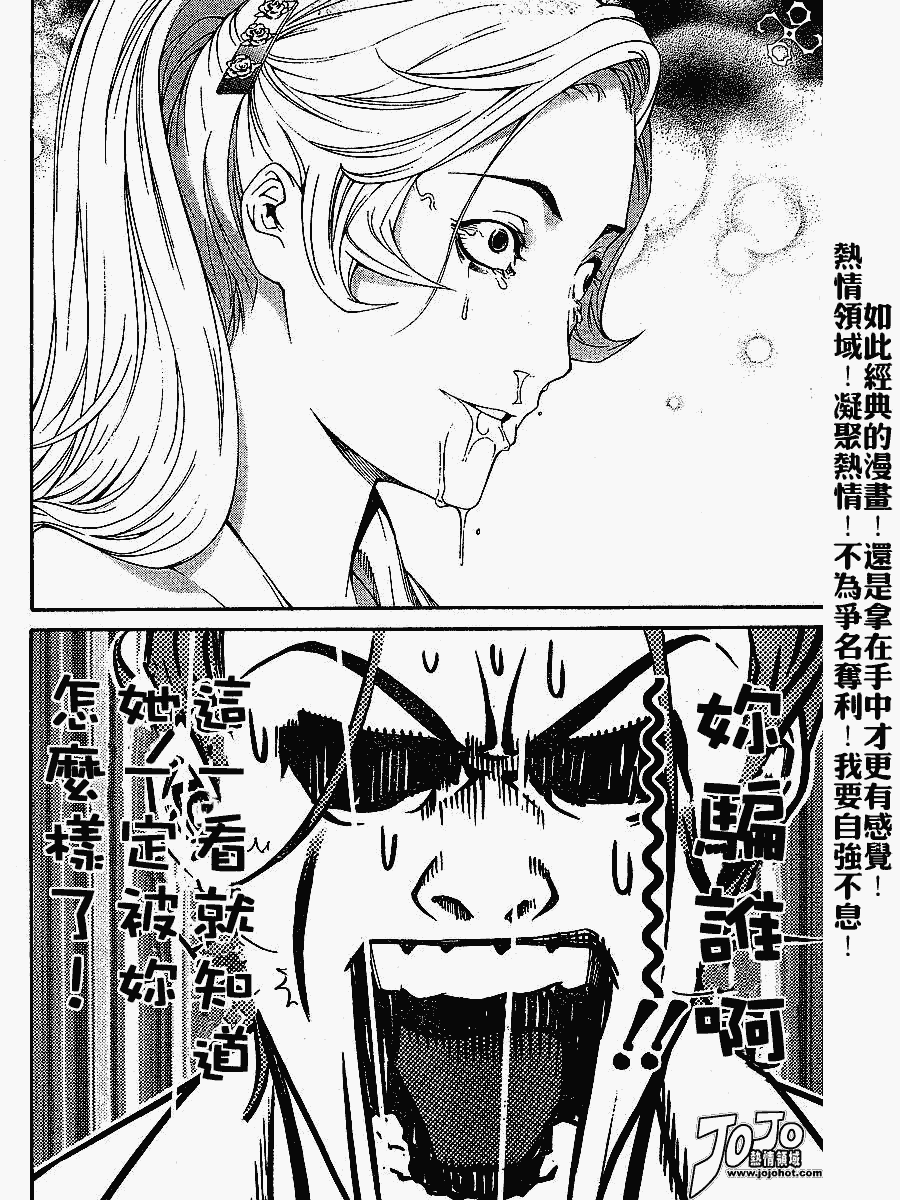 如此經典的漫畫！還是拿在手中才更有感覺！
熱情領域！凝聚熱情！不為爭名奪利！我要自強不息！
妳騙誰啊
！！
這一看就知道
她一定被妳
怎麼樣了！
JOJO
熱情領域
www.jojohot.com